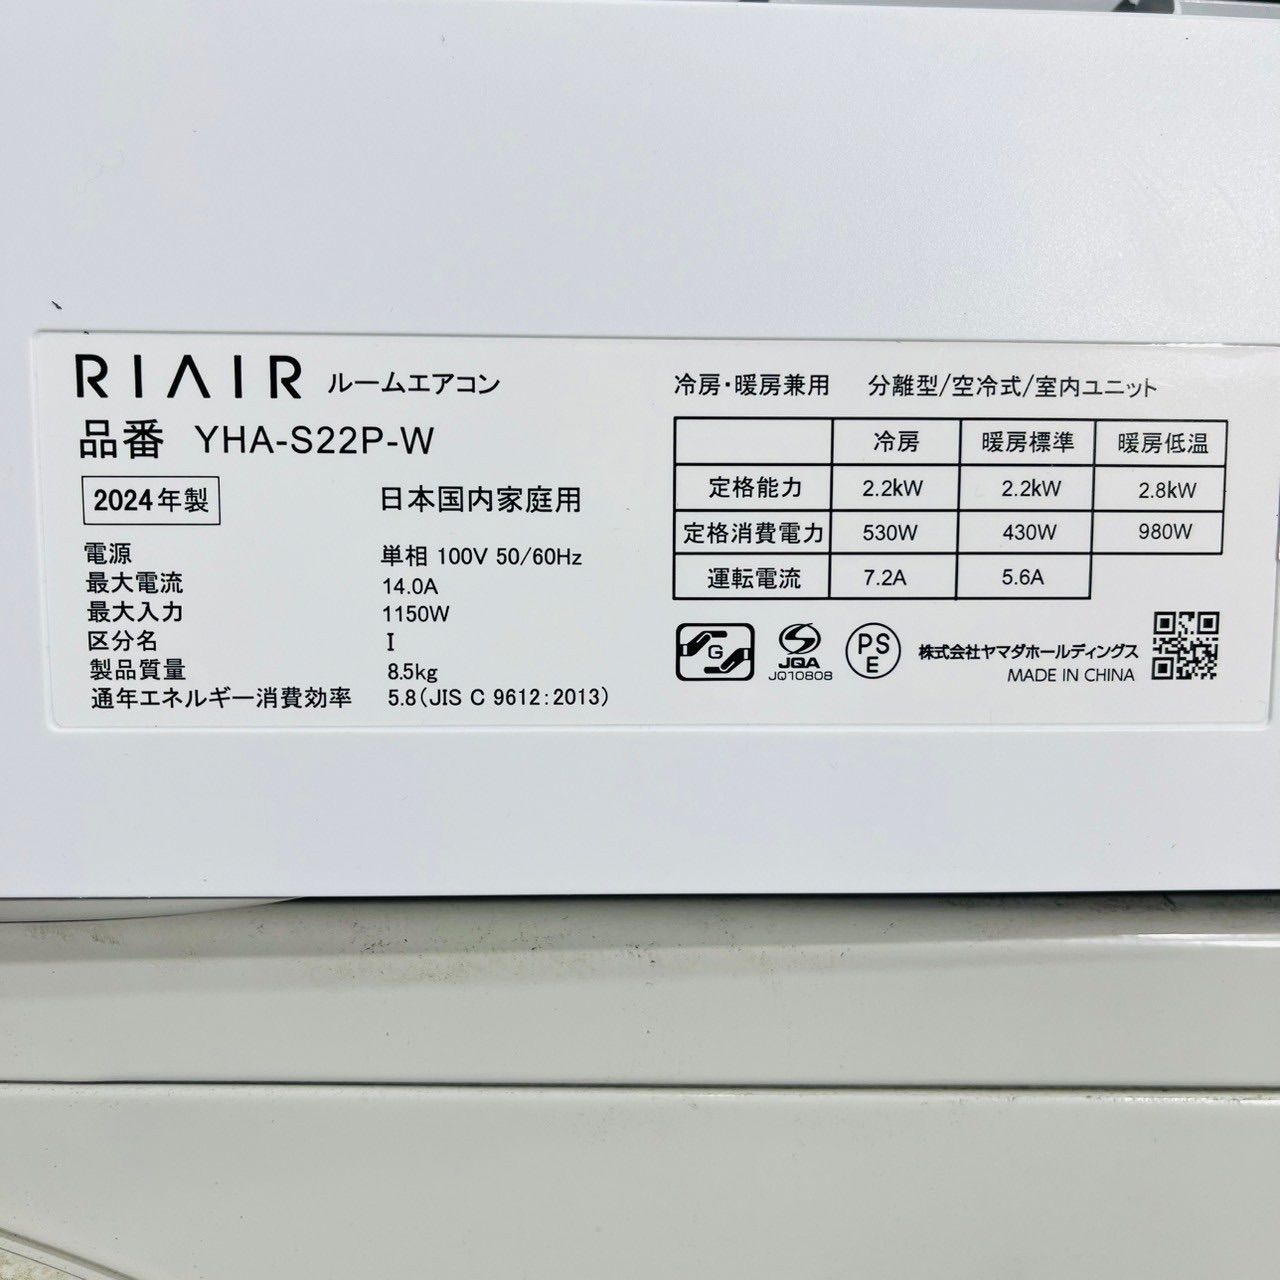 RIAIR ルームエアコン
品番 YHA-S22P-W
2024年製 日本国内家庭用
電源 単相 100V 50/60Hz
最大電流 14.0A
最大入力 1150W
区分名 I
製品質量 8.5kg
通年エネルギー消費効率 5.8(JIS C 9612:2013)
冷房・暖房兼用 分離型/空冷式/室内ユニット
冷房 暖房標準 暖房低温
定格能力 2.2kW 2.2kW 2.8kW
定格消費電力 530W 430W 980W
運転電流 7.2A 5.6A
G
S
JQA
JQ10808
PS
E
株式会社ヤマダホールディングス
MADE IN CHINA